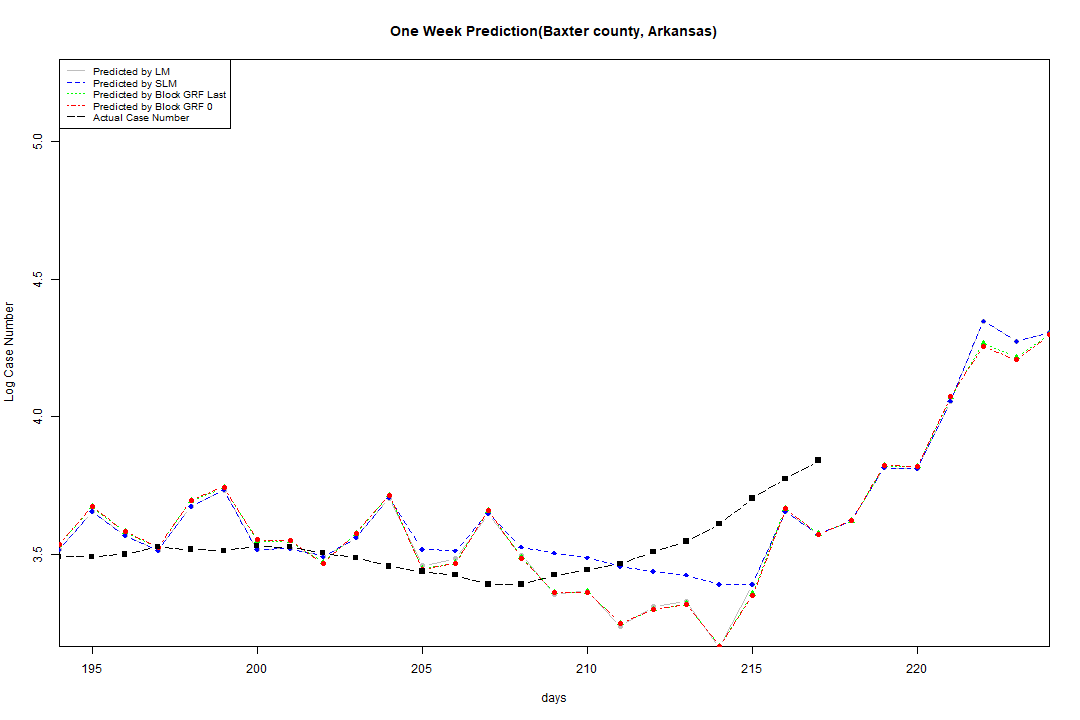 One Week Prediction(Baxter county, Arkansas)
Predicted by LM
Predicted by SLM
Predicted by Block GRF Last
Predicted by Block GRF 0
Actual Case Number
5.0
4.5
4.0
3.5
Log Case Number
195 200 205 210 215 220
days